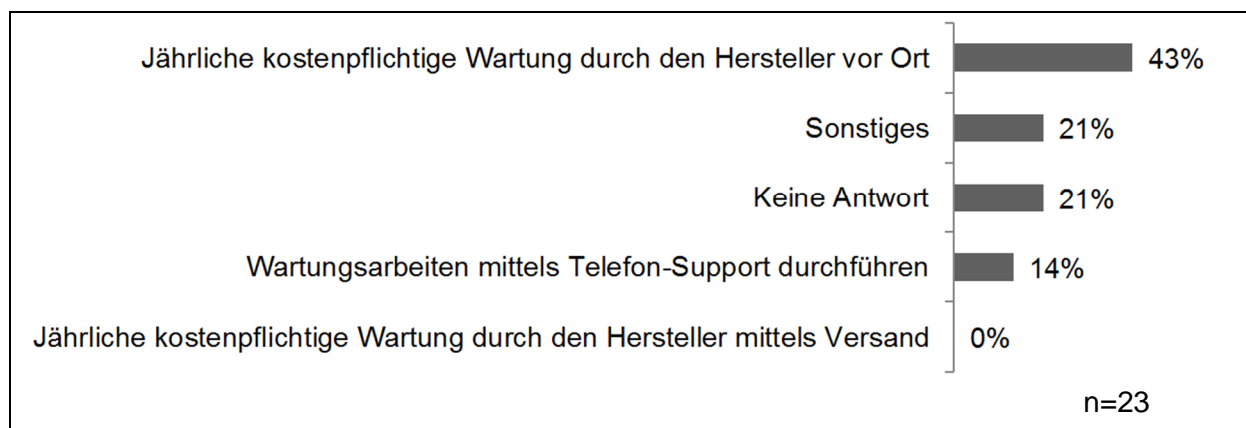 Jährliche kostenpflichtige Wartung durch den Hersteller vor Ort 43%
Sonstiges 21%
Keine Antwort 21%
Wartungsarbeiten mittels Telefon-Support durchführen 14%
Jährliche kostenpflichtige Wartung durch den Hersteller mittels Versand 0%
n=23